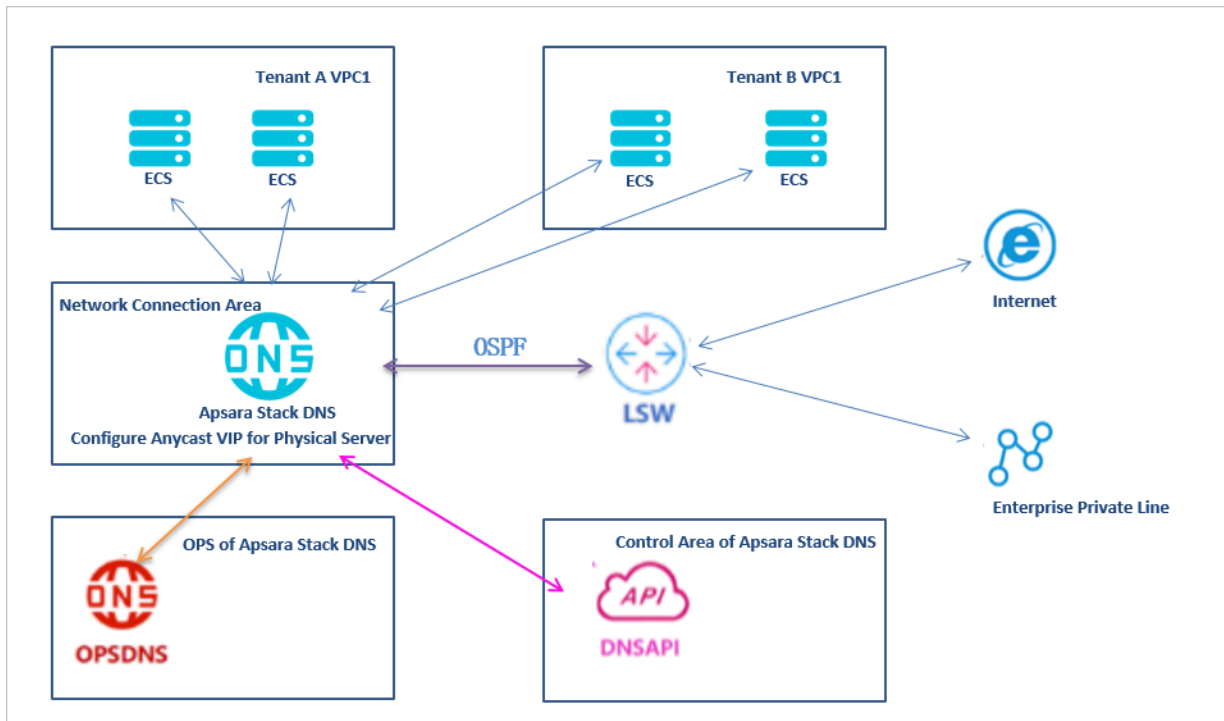 Tenant A VPC1
Tenant B VPC1
ECS
ECS
ECS
ECS
Internet
Network Connection Area
DNS
Apsara Stack DNS
Configure Anycast VIP for Physical Server
OSPF
LSW
Enterprise Private Line
OPS of Apsara Stack DNS
DNS
OPSDNS
Control Area of Apsara Stack DNS
API
DNSAPI